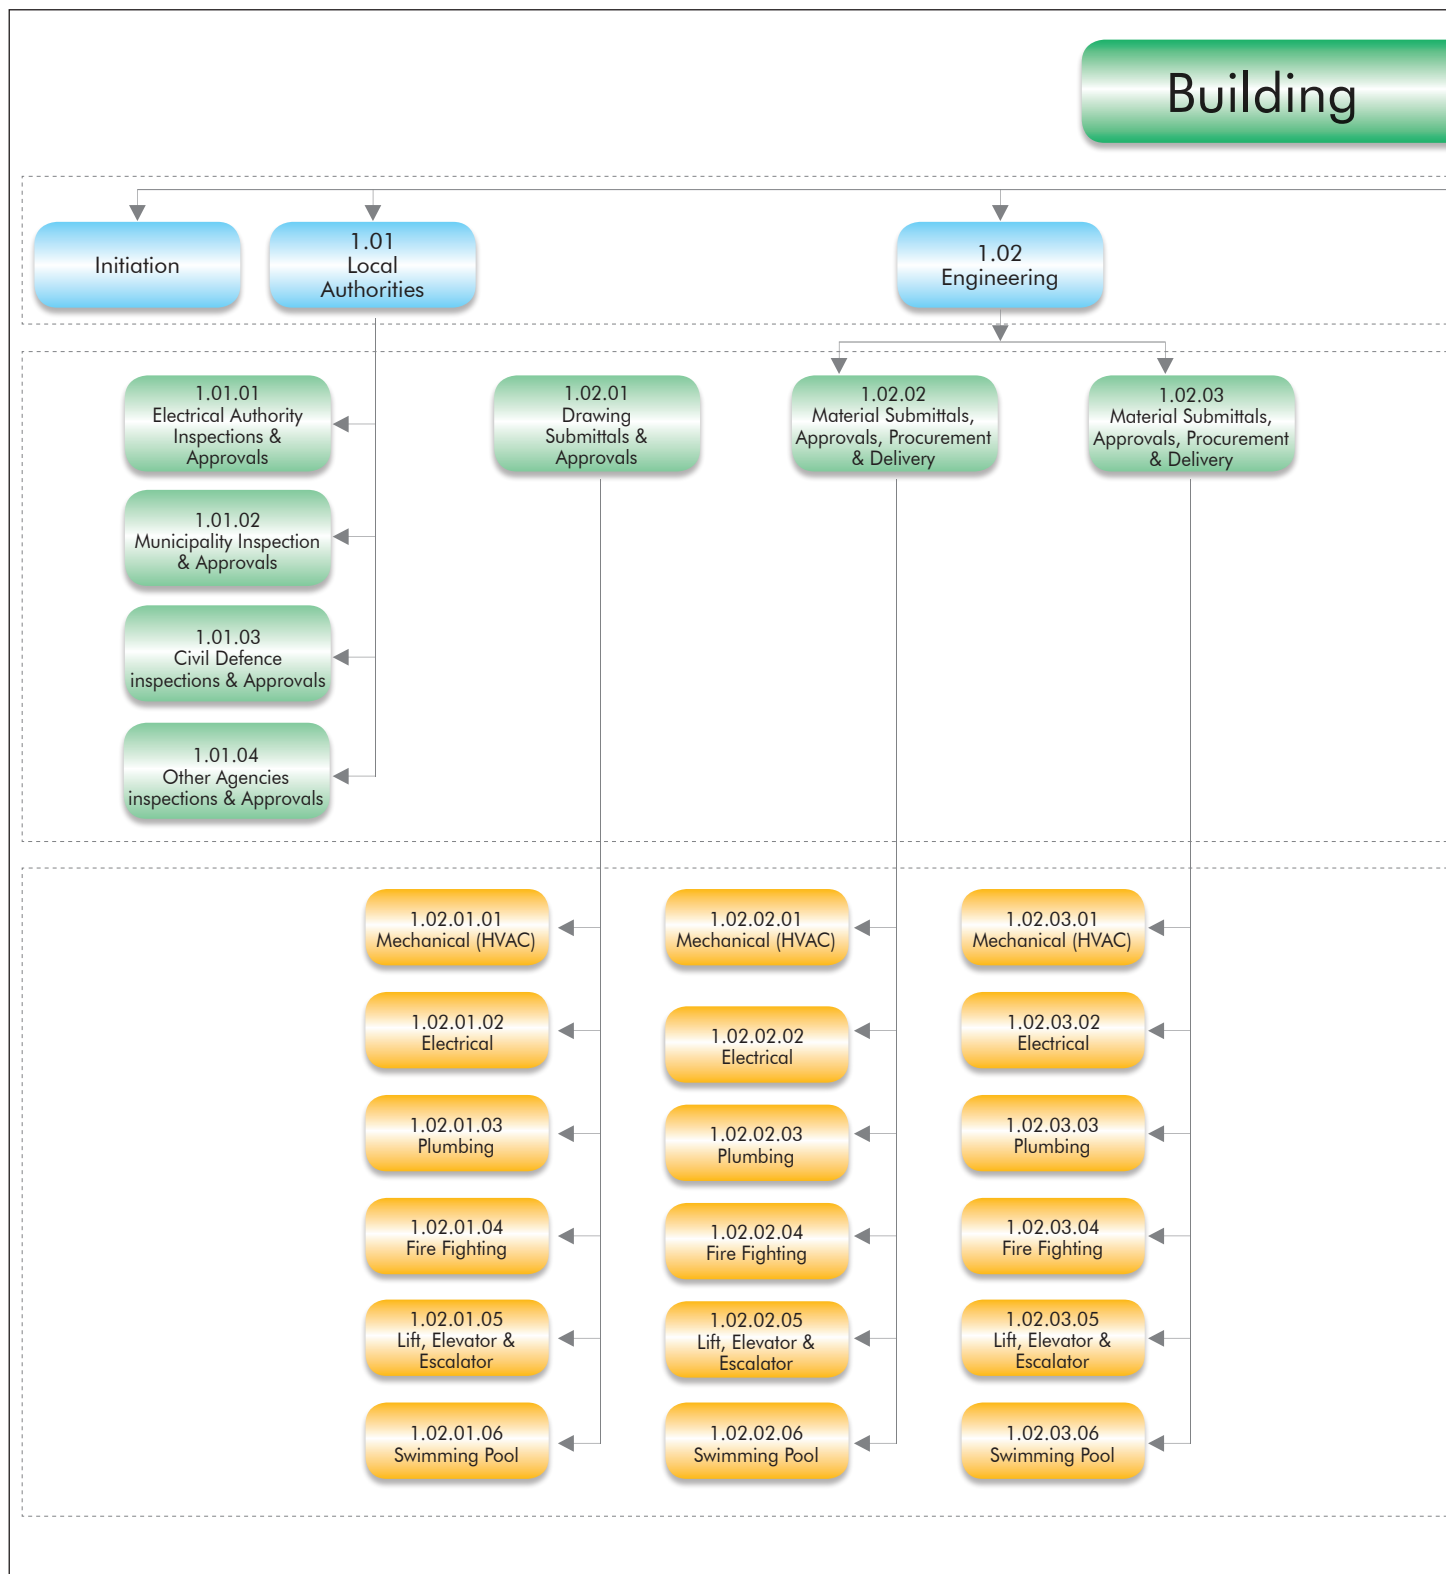 Building
Initiation
1.01
Local
Authorities
1.02
Engineering
1.01.01
Electrical Authority
Inspections &
Approvals
1.02.01
Drawing
Submittals &
Approvals
1.02.02
Material Submittals,
Approvals, Procurement
& Delivery
1.02.03
Material Submittals,
Approvals, Procurement
& Delivery
1.01.02
Municipality Inspection
& Approvals
1.01.03
Civil Defence
inspections & Approvals
1.01.04
Other Agencies
inspections & Approvals
1.02.01.01
Mechanical (HVAC)
1.02.02.01
Mechanical (HVAC)
1.02.03.01
Mechanical (HVAC)
1.02.01.02
Electrical
1.02.02.02
Electrical
1.02.03.02
Electrical
1.02.01.03
Plumbing
1.02.02.03
Plumbing
1.02.03.03
Plumbing
1.02.01.04
Fire Fighting
1.02.02.04
Fire Fighting
1.02.03.04
Fire Fighting
1.02.01.05
Lift, Elevator &
Escalator
1.02.02.05
Lift, Elevator &
Escalator
1.02.03.05
Lift, Elevator &
Escalator
1.02.01.06
Swimming Pool
1.02.02.06
Swimming Pool
1.02.03.06
Swimming Pool